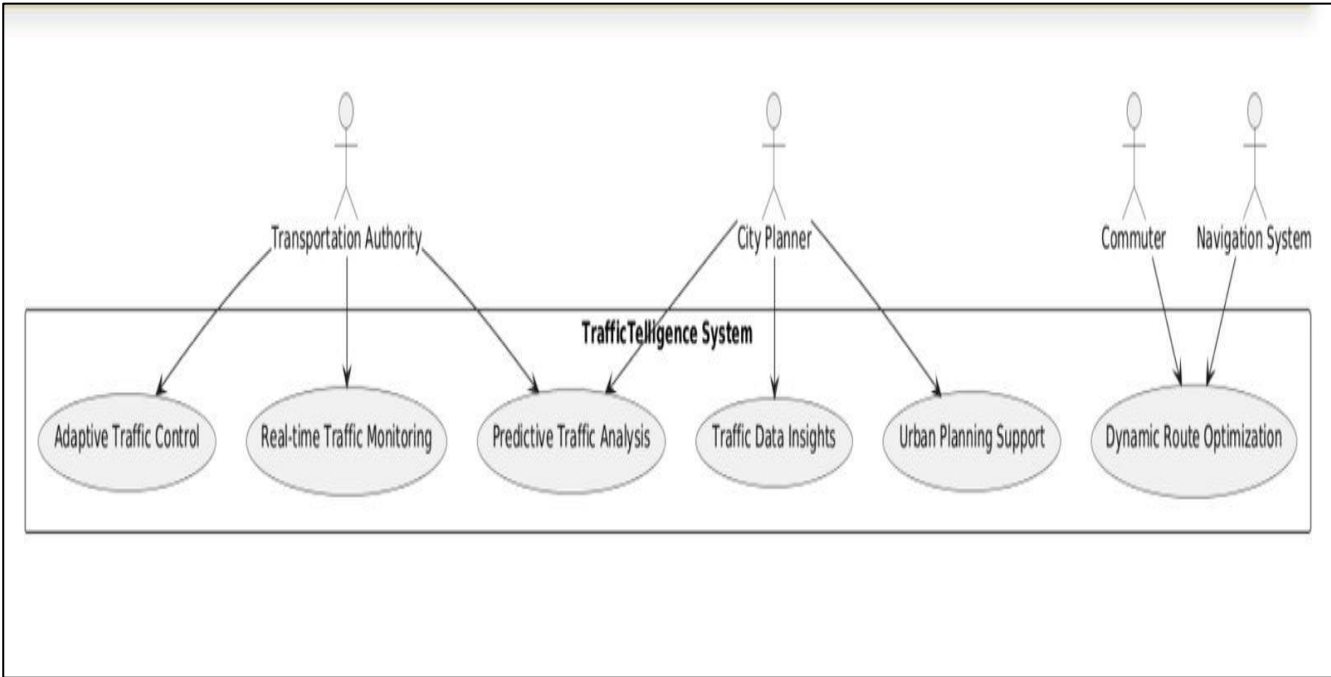 Transportation Authority
City Planner
Commuter
Navigation System
TrafficTelligence System
Adaptive Traffic Control
Real-time Traffic Monitoring
Predictive Traffic Analysis
Traffic Data Insights
Urban Planning Support
Dynamic Route Optimization